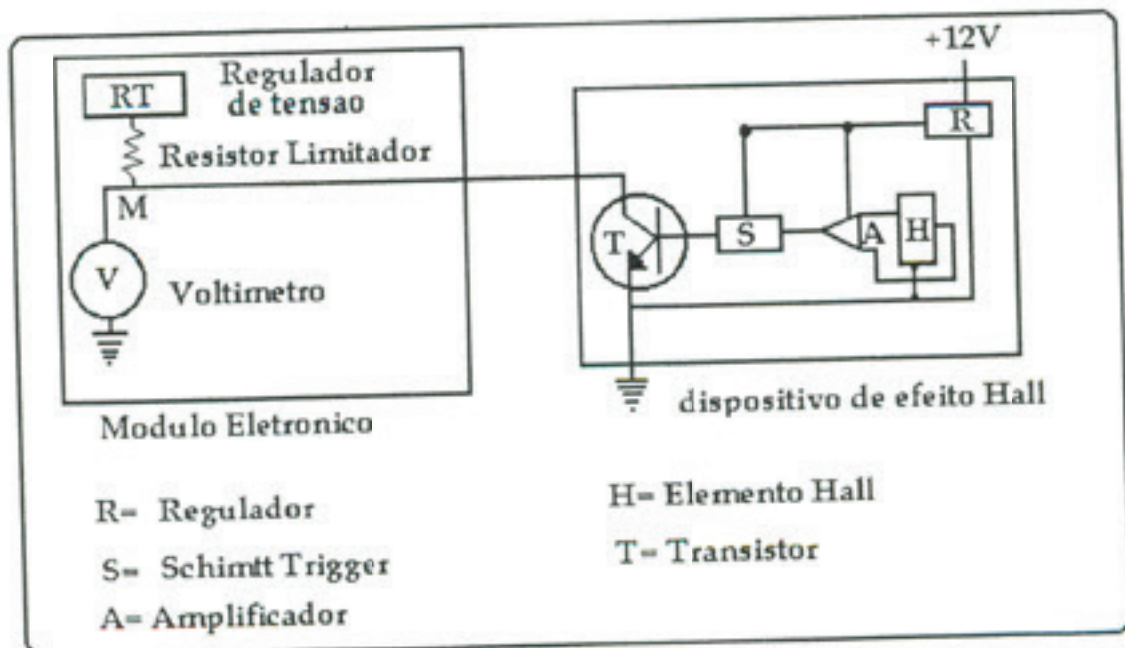 +12V
RT
Regulador
de tensao
R
Resistor Limitador
M
T
S
A
H
V
Voltimetro
dispositivo de efeito Hall
Modulo Eletronico
R= Regulador
H= Elemento Hall
S= Schimtt Trigger
T= Transistor
A= Amplificador